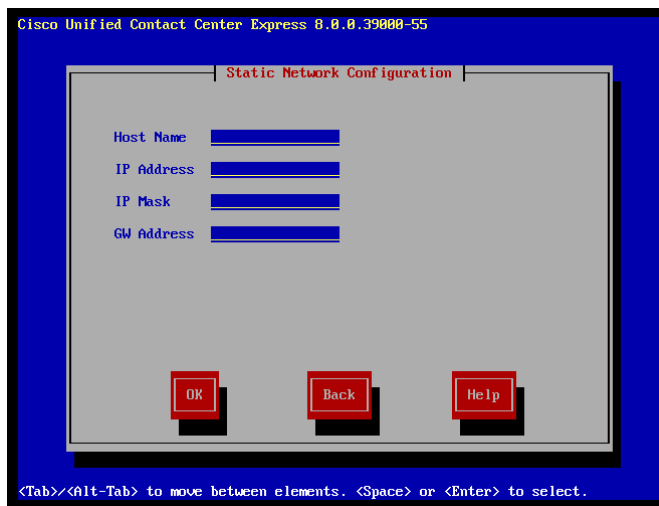 Cisco Unified Contact Center Express 8.0.0.39000-55
Static Network Configuration
Host Name
IP Address
IP Mask
GW Address
OK Back Help
<Tab>/<Alt-Tab> to move between elements. <Space> or <Enter> to select.